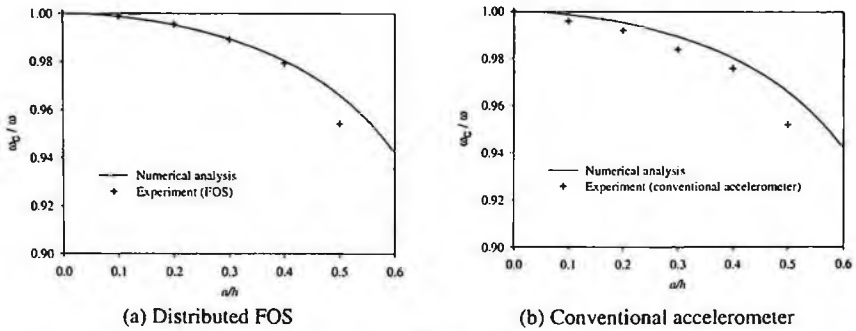 1.00
0.98
0.96
0.94
0.92
0.90
ω_c / ω
Numerical analysis
Experiment (FOS)
0.0 0.1 0.2 0.3 0.4 0.5 0.6
a/h
(a) Distributed FOS
1.00
0.98
0.96
0.94
0.92
0.90
ω_c / ω
Numerical analysis
Experiment (conventional accelerometer)
0.0 0.1 0.2 0.3 0.4 0.5 0.6
a/h
(b) Conventional accelerometer